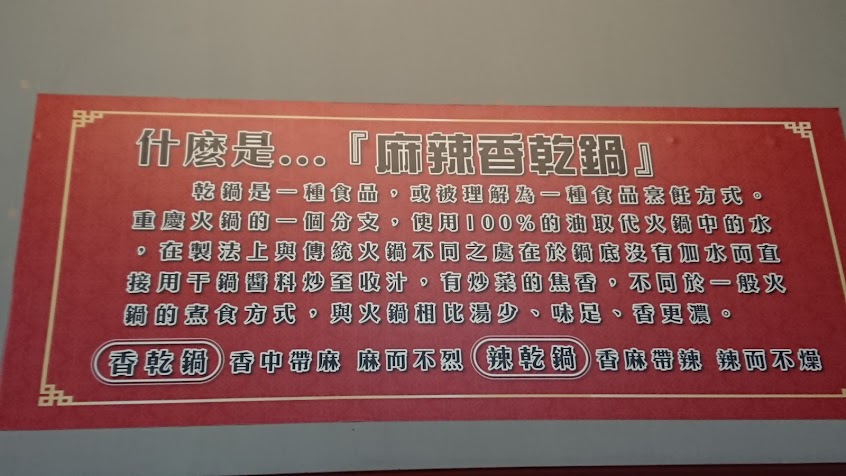 什麼是...『麻辣香乾鍋』
乾鍋是一種食品，或被理解為一種食品烹飪方式。
重慶火鍋的一個分支，使用100%的油取代火鍋中的水
，在製法上與傳統火鍋不同之處在於鍋底沒有加水而直
接用干鍋醬料炒至收汁，有炒菜的焦香，不同於一般火
鍋的煮食方式，與火鍋相比湯少、味足、香更濃。
香乾鍋 香中帶麻 麻而不烈 辣乾鍋 香麻帶辣 辣而不燥